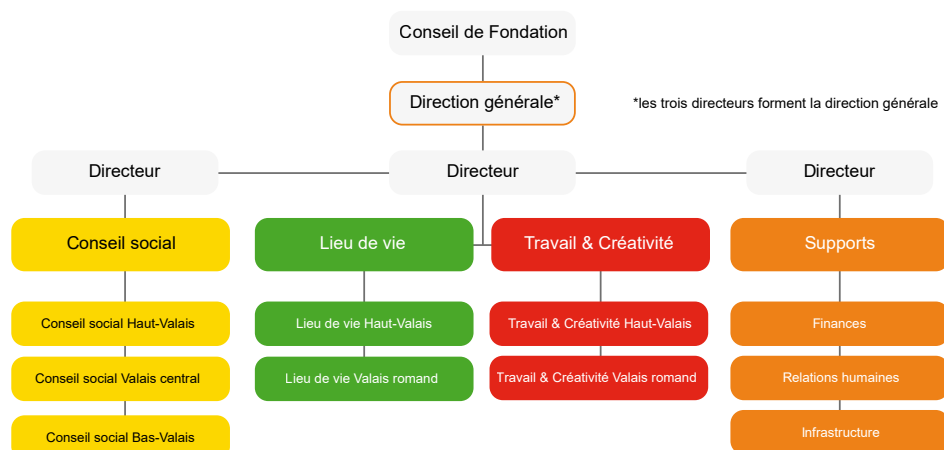 Conseil de Fondation
Direction générale*
*les trois directeurs forment la direction générale
Directeur
Directeur
Directeur
Conseil social
Lieu de vie
Travail & Créativité
Supports
Conseil social Haut-Valais
Lieu de vie Haut-Valais
Travail & Créativité Haut-Valais
Finances
Conseil social Valais central
Lieu de vie Valais romand
Travail & Créativité Valais romand
Relations humaines
Conseil social Bas-Valais
Infrastructure